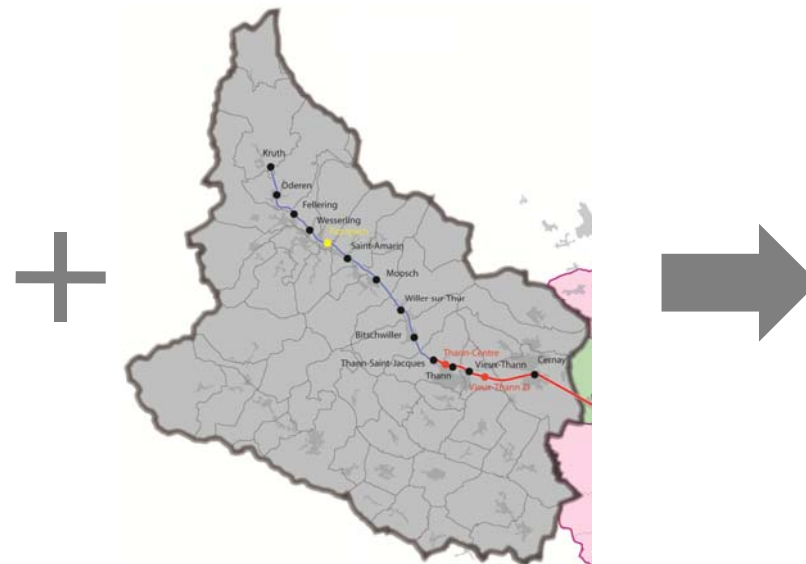 Kruth
Oderen
Fellering
Wesserling
Saint-Amarin
Mopsch
Willer-sur-Thur
Bitschwiller
Thann-Centre
Thann-Saint-Jacques
Vieux-Thann
Cernay
Thann
Vieux-Thann ZI